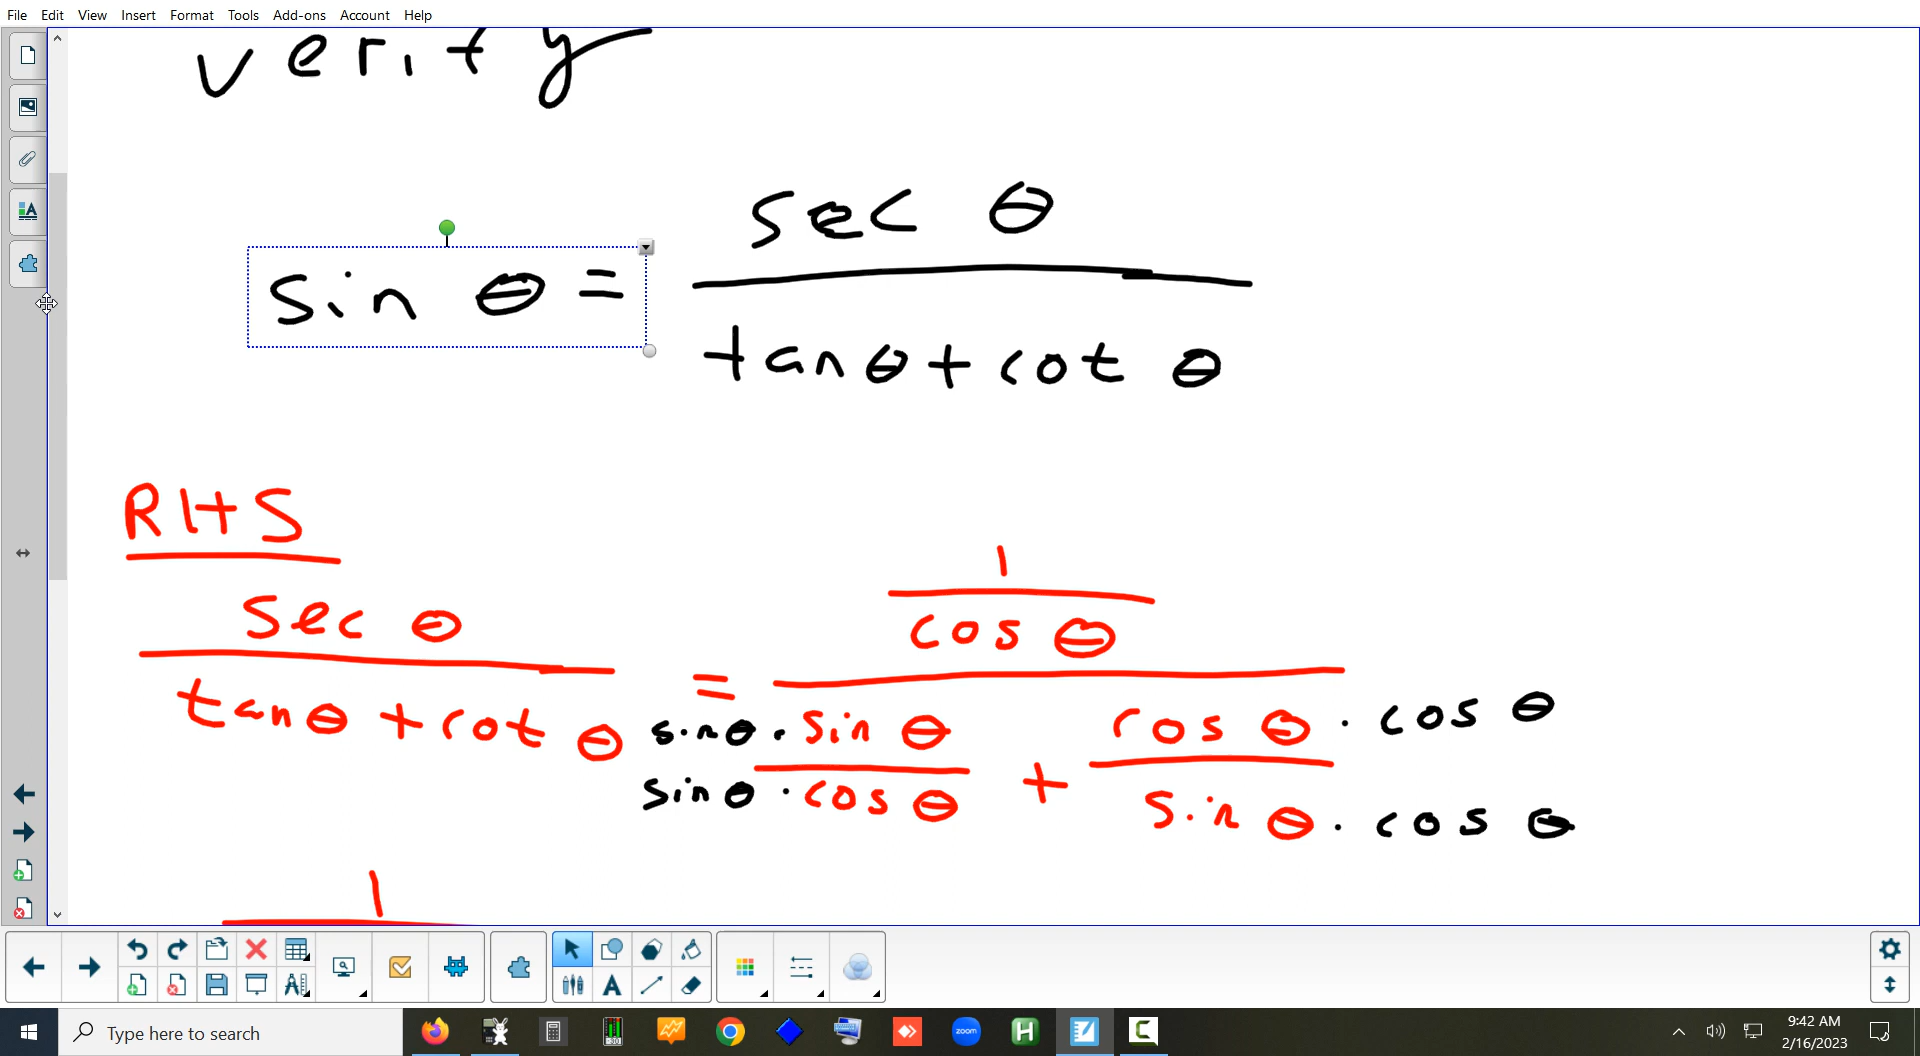 File Edit View Insert Format Tools Add-ons Account Help
verify
sec θ
sin θ =
tan θ + cot θ
RHS
1
cos θ
sec θ
=
tan θ + cot θ
sin θ · sin θ
cos θ · cos θ
+
sin θ · cos θ
sin θ · cos θ
1
Type here to search
zoom
H
C
9:42 AM
2/16/2023